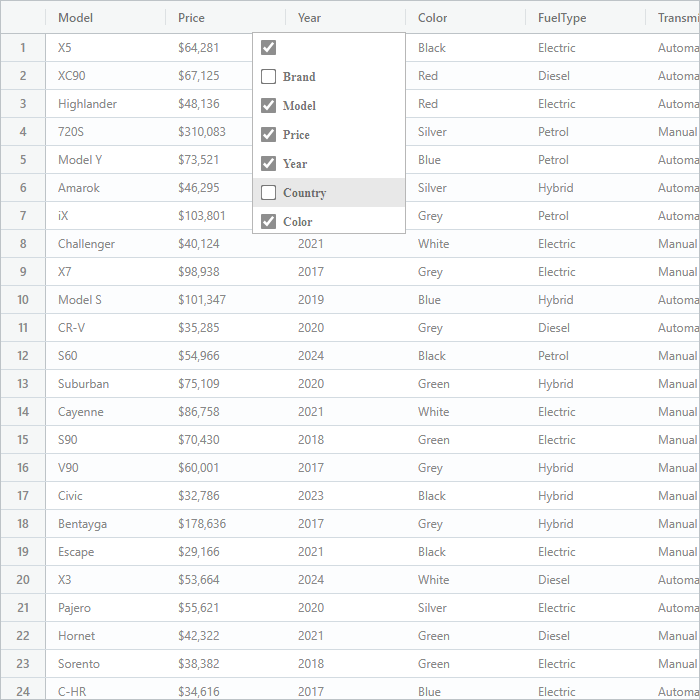 Model Price Year Color FuelType Transmi
1 X5 $64,281 Black Electric Automa
2 XC90 $67,125 Brand Red Diesel Automa
3 Highlander $48,136 Model Red Electric Automa
4 720S $310,083 Price Silver Petrol Manual
5 Model Y $73,521 Year Blue Petrol Automa
6 Amarok $46,295 Country Silver Hybrid Automa
7 iX $103,801 Color Grey Petrol Automa
8 Challenger $40,124 2021 White Electric Manual
9 X7 $98,938 2017 Grey Electric Manual
10 Model S $101,347 2019 Blue Hybrid Automa
11 CR-V $35,285 2020 Grey Diesel Automa
12 S60 $54,966 2024 Black Petrol Manual
13 Suburban $75,109 2020 Green Hybrid Manual
14 Cayenne $86,758 2021 White Electric Manual
15 S90 $70,430 2018 Green Electric Manual
16 V90 $60,001 2017 Grey Hybrid Manual
17 Civic $32,786 2023 Black Hybrid Manual
18 Bentayga $178,636 2017 Grey Hybrid Manual
19 Escape $29,166 2021 Black Electric Manual
20 X3 $53,664 2024 White Diesel Automa
21 Pajero $55,621 2020 Silver Electric Automa
22 Hornet $42,322 2021 Green Diesel Manual
23 Sorento $38,382 2018 Green Electric Manual
24 C-HR $34,616 2017 Blue Electric Automa